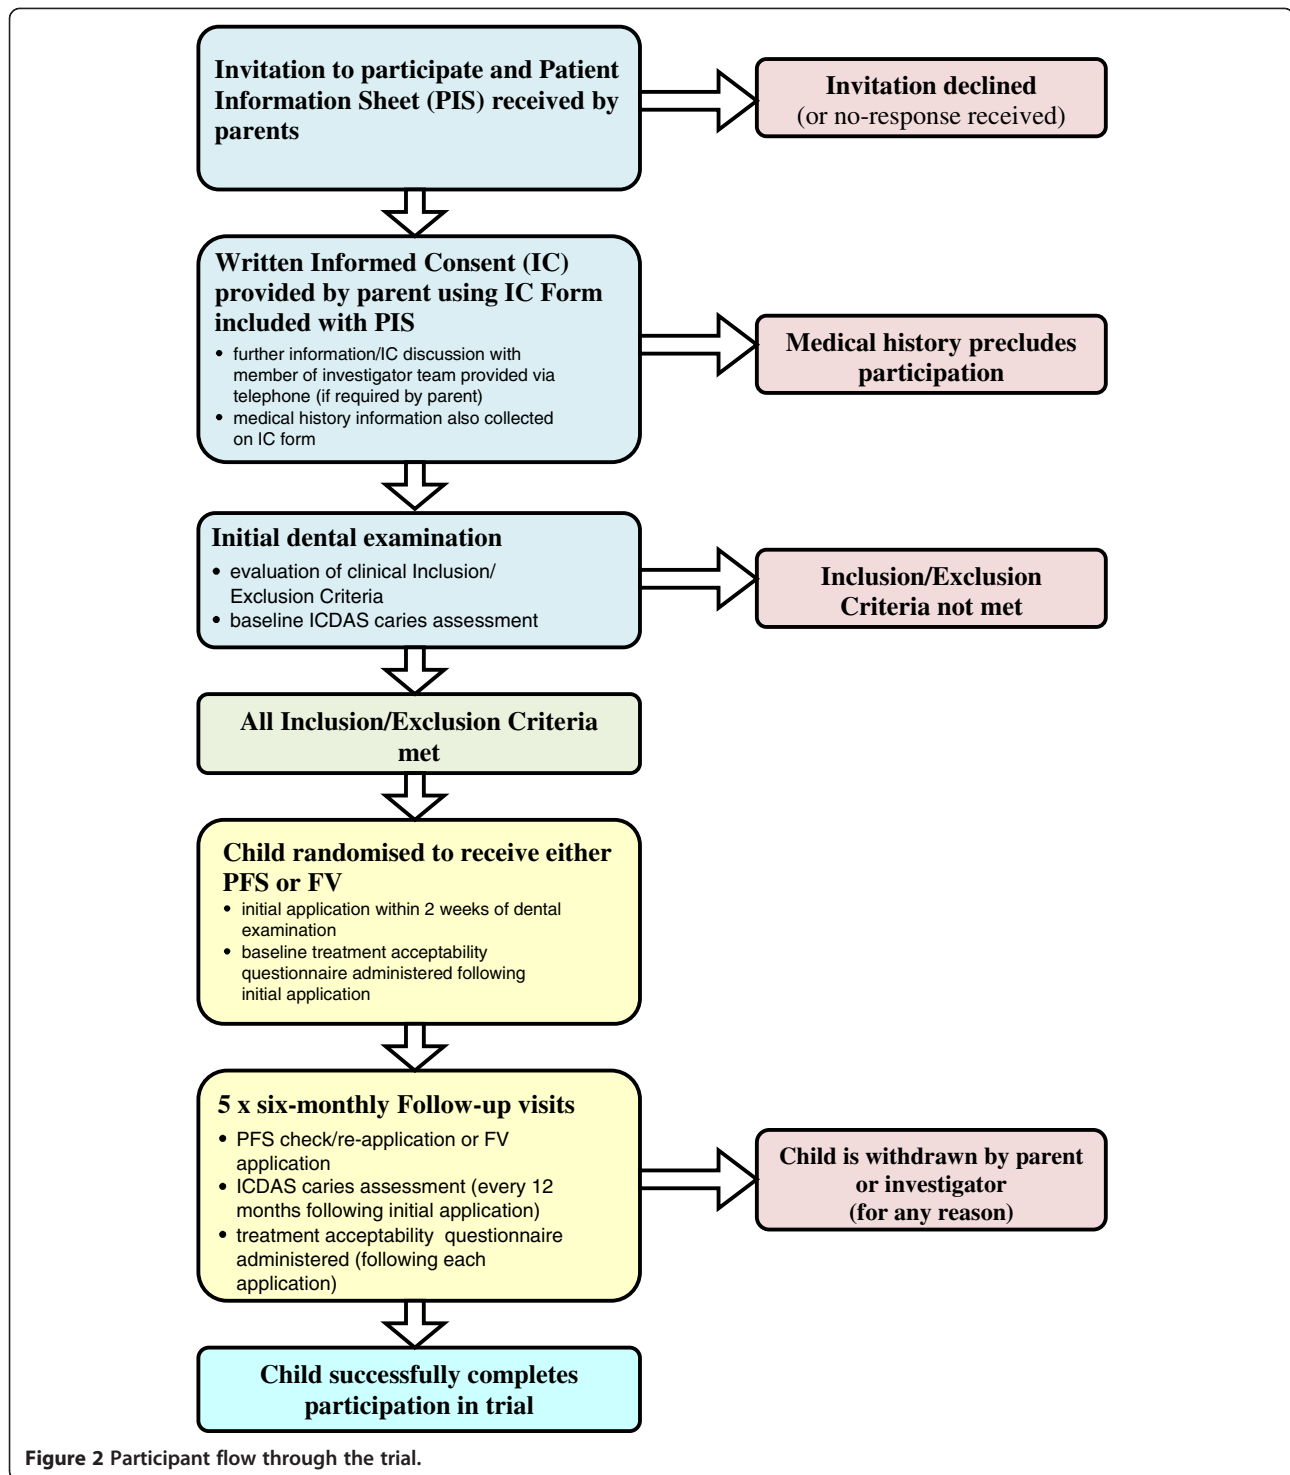 Invitation to participate and Patient
Information Sheet (PIS) received by
parents
Invitation declined
(or no-response received)
Written Informed Consent (IC)
provided by parent using IC Form
included with PIS
• further information/IC discussion with
member of investigator team provided via
telephone (if required by parent)
• medical history information also collected
on IC form
Medical history precludes
participation
Initial dental examination
• evaluation of clinical Inclusion/
Exclusion Criteria
• baseline ICDAS caries assessment
Inclusion/Exclusion
Criteria not met
All Inclusion/Exclusion Criteria
met
Child randomised to receive either
PFS or FV
• initial application within 2 weeks of dental
examination
• baseline treatment acceptability
questionnaire administered following
initial application
5 x six-monthly Follow-up visits
• PFS check/re-application or FV
application
• ICDAS caries assessment (every 12
months following initial application)
• treatment acceptability questionnaire
administered (following each
application)
Child is withdrawn by parent
or investigator
(for any reason)
Child successfully completes
participation in trial
Figure 2 Participant flow through the trial.